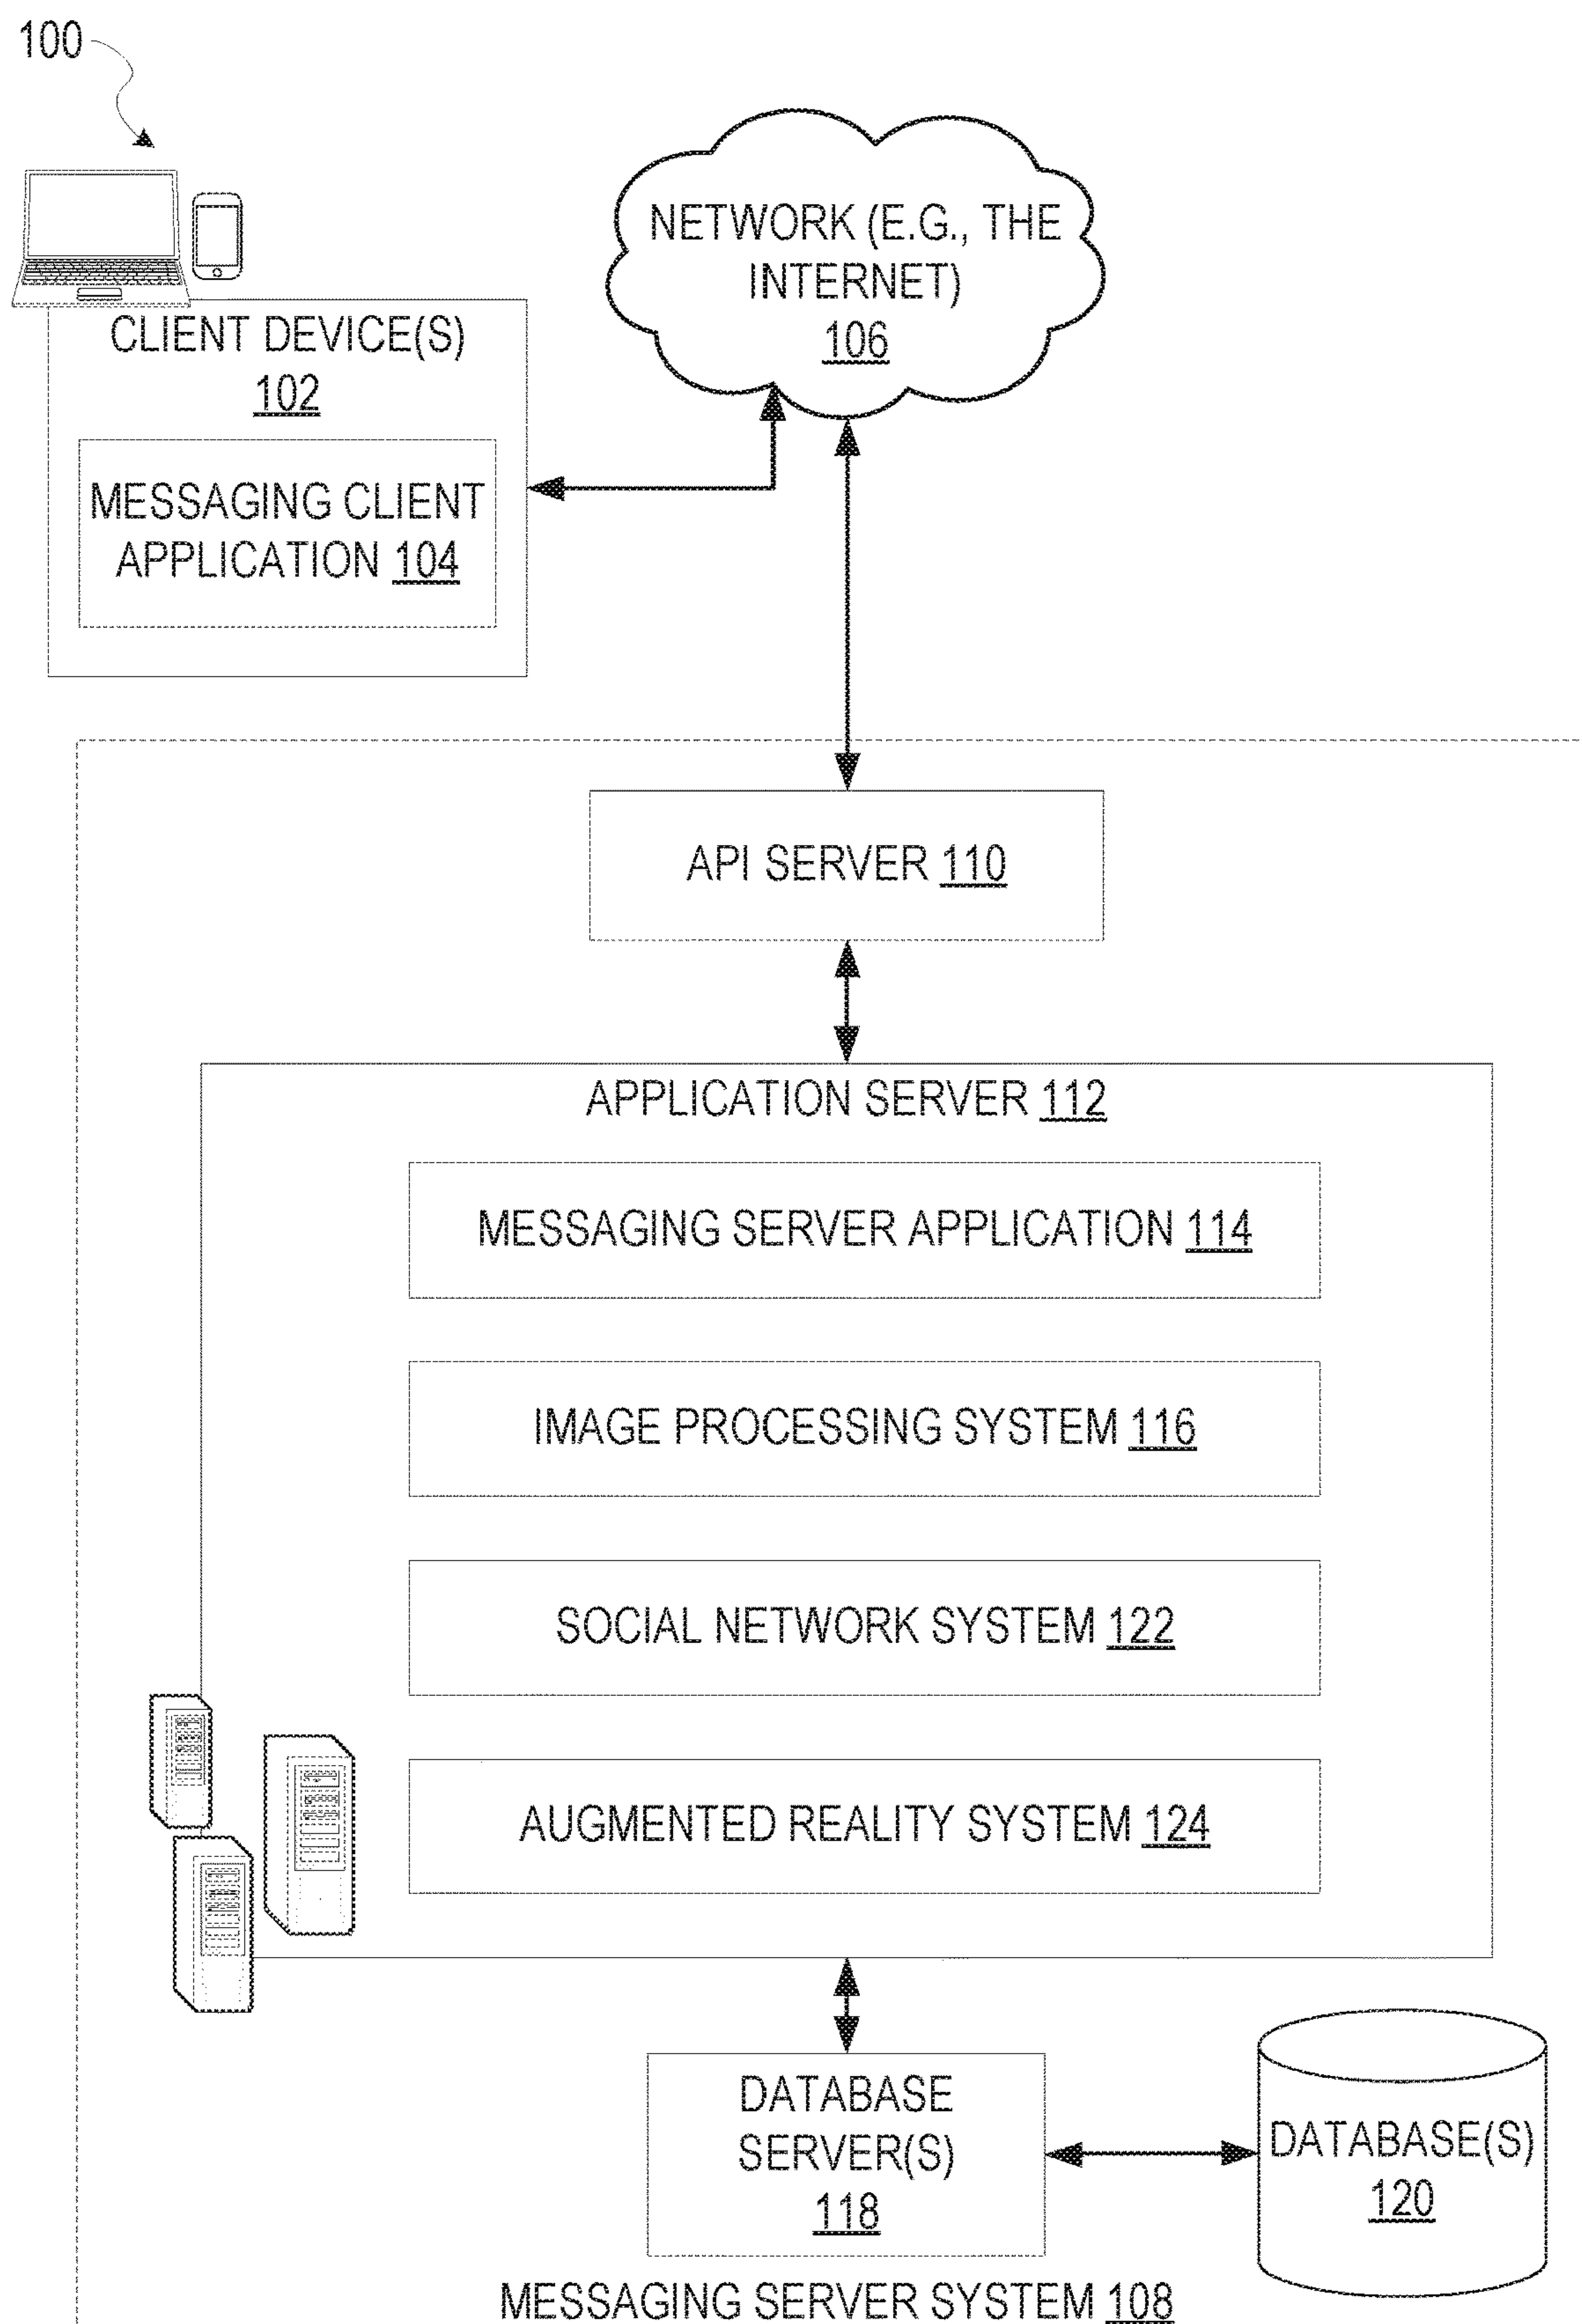 100
NETWORK (E.G., THE
INTERNET)
106
CLIENT DEVICE(S)
102
MESSAGING CLIENT
APPLICATION 104
API SERVER 110
APPLICATION SERVER 112
MESSAGING SERVER APPLICATION 114
IMAGE PROCESSING SYSTEM 116
SOCIAL NETWORK SYSTEM 122
AUGMENTED REALITY SYSTEM 124
DATABASE
SERVER(S)
118
DATABASE(S)
120
MESSAGING SERVER SYSTEM 108